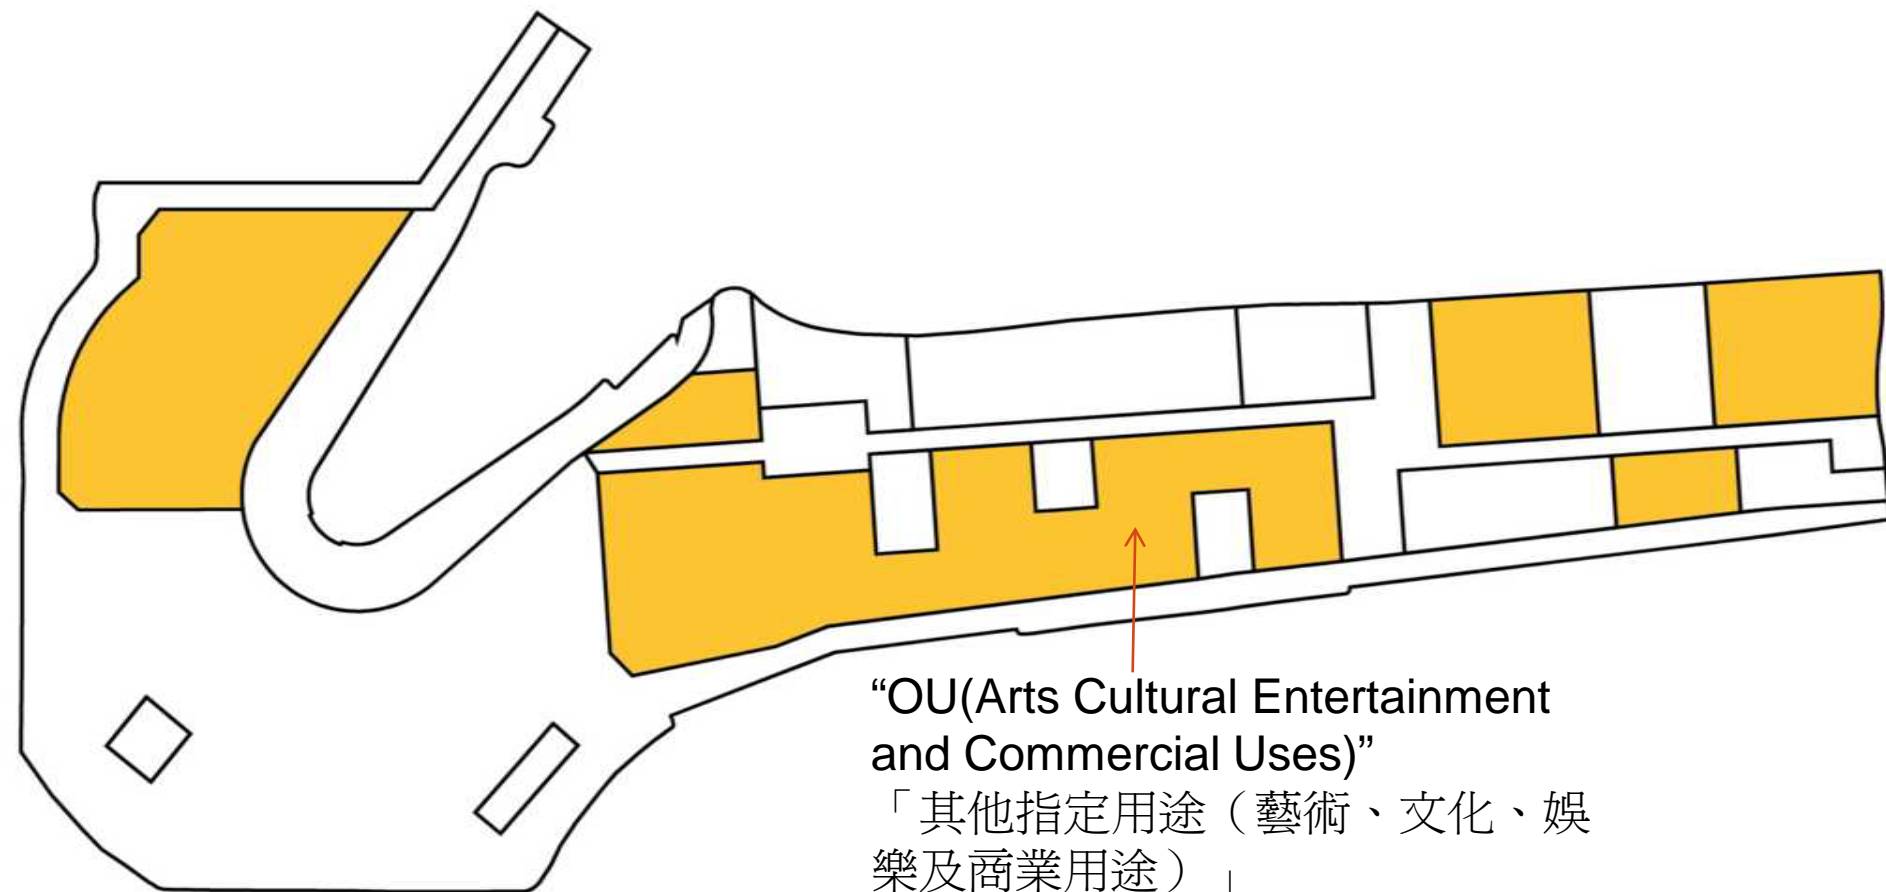 “OU(Arts Cultural Entertainment
and Commercial Uses)”
「其他指定用途（藝術、文化、娛
樂及商業用途）」